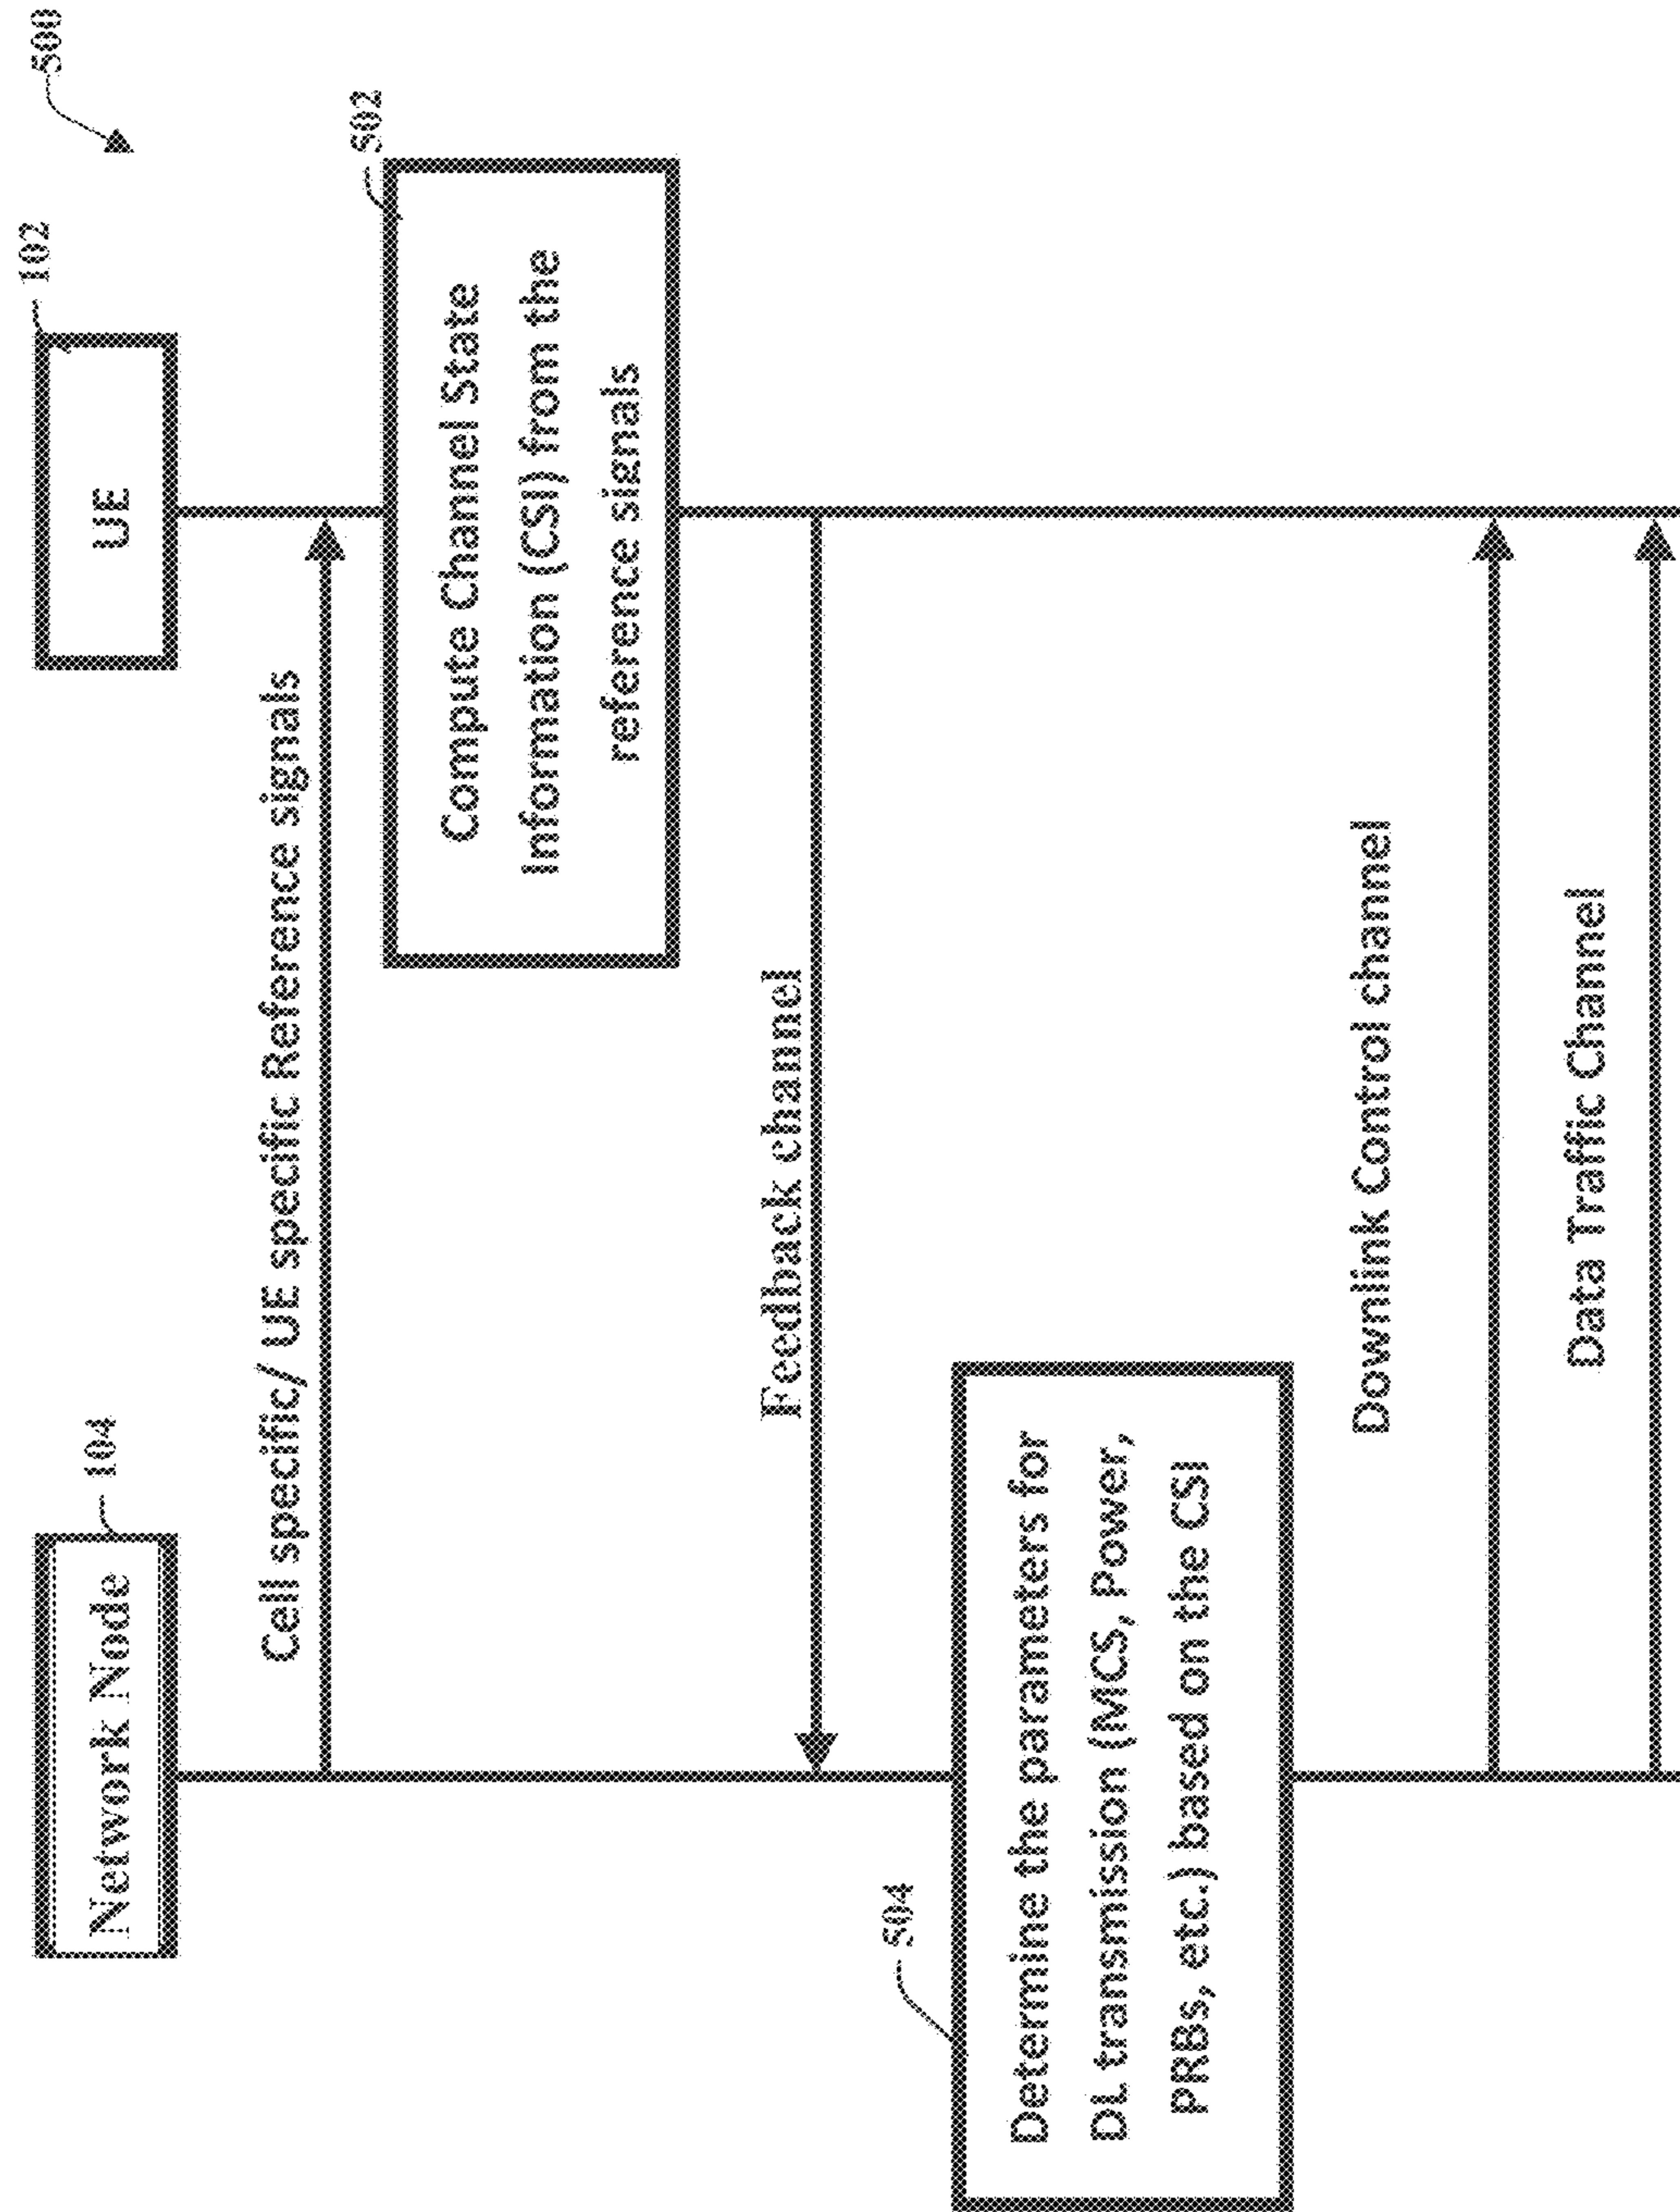 500
Network Node
104
UE
102
Cell specific/ UE specific Reference signals
502
Compute Channel State
Information (CSI) from the
reference signals
Feedback channel
504
Determine the parameters for
DL transmission (MCS, Power,
PRBs, etc.) based on the CSI
Downlink Control channel
Data Traffic Channel